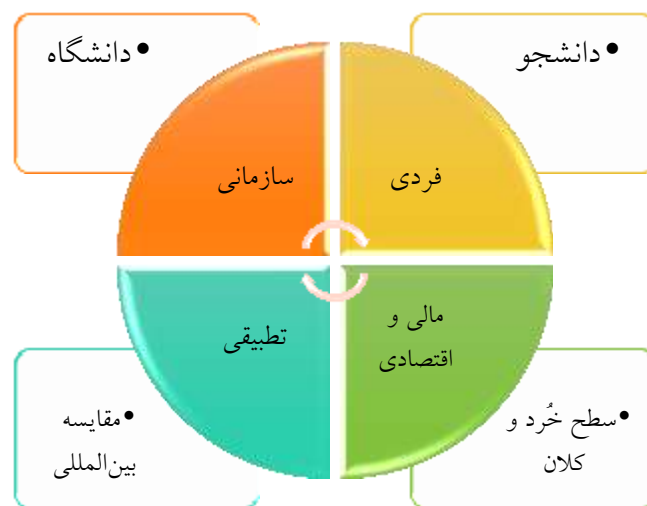 • دانشجو
• دانشگاه
فردی
سازمانی
مالی و
اقتصادی
تطبیقی
• سطح خُرد و
کلان
• مقایسه
بین‌المللی